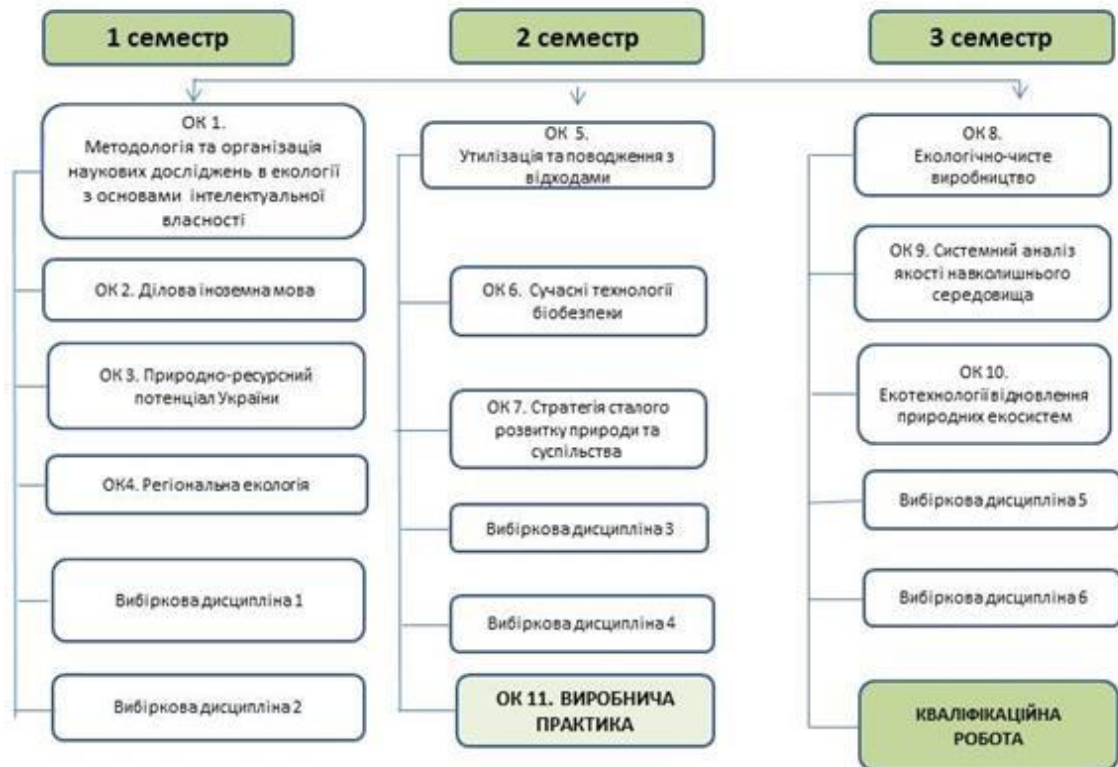 1 семестр
ОК 1.
Методологія та організація
наукових досліджень в екології
з основами інтелектуальної
власності
ОК 2. Ділова іноземна мова
ОК 3. Природно-ресурсний
потенціал України
ОК4. Регіональна екологія
Вибіркова дисципліна 1
Вибіркова дисципліна 2
2 семестр
ОК 5.
Утилізація та поводження з
відходами
ОК 6. Сучасні технології
біобезпеки
ОК 7. Стратегія сталого
розвитку природи та
суспільства
Вибіркова дисципліна 3
Вибіркова дисципліна 4
ОК 11. ВИРОБНИЧА
ПРАКТИКА
3 семестр
ОК 8.
Екологічно-чисте
виробництво
ОК 9. Системний аналіз
якості навколишнього
середовища
ОК 10.
Екотехнології відновлення
природних екосистем
Вибіркова дисципліна 5
Вибіркова дисципліна 6
КВАЛІФІКАЦІЙНА
РОБОТА